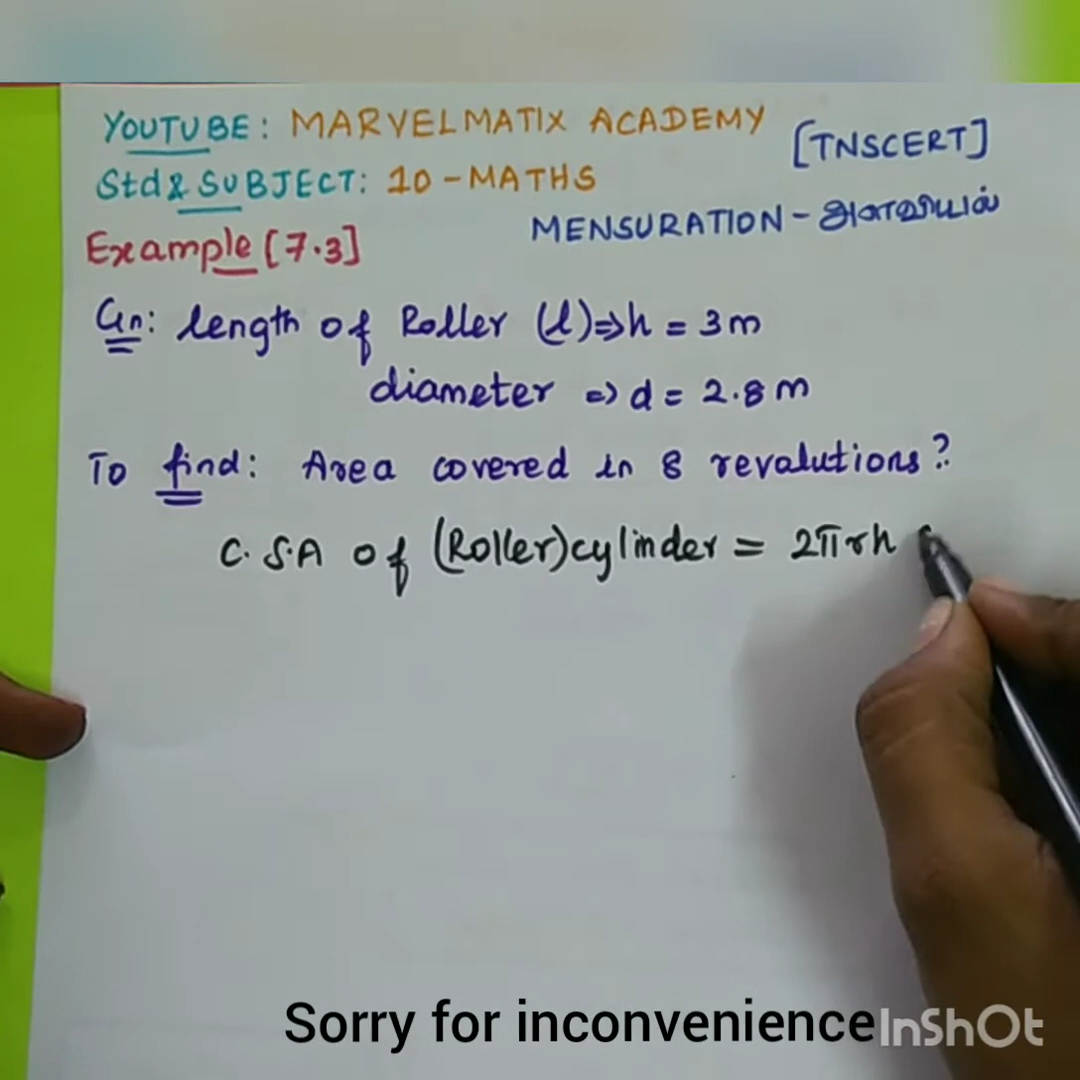 YOUTUBE: MARVELMATIX ACADEMY
[TNSCERT]
Std & SUBJECT: 10 - MATHS
MENSURATION - அளவியல்
Example [7.3]
Gn: length of Roller (l) => h = 3m
diameter => d = 2.8 m
To find: Area covered in 8 revalutions?
C.S.A of (Roller) cylinder = 2πrh
Sorry for inconvenience
InShOt